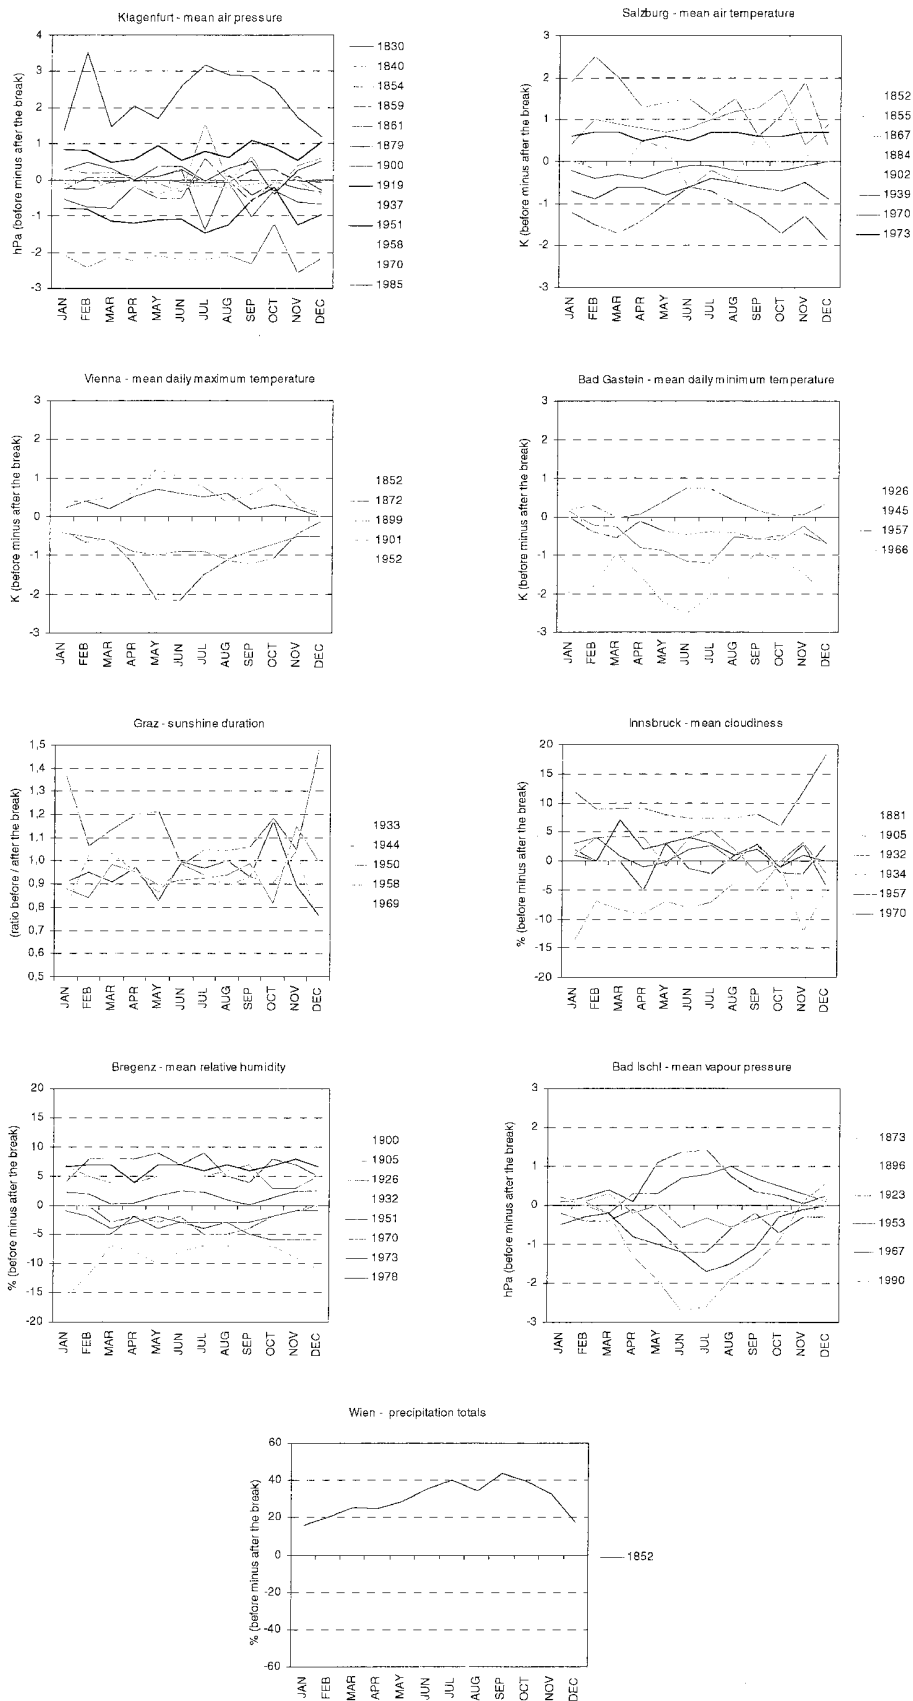 Klagenfurt - mean air pressure
hPa (before minus after the break)
4
3
2
1
0
-1
-2
-3
JAN
FEB
MAR
APR
MAY
JUN
JUL
AUG
SEP
OCT
NOV
DEC
1830
1840
1854
1859
1861
1879
1900
1919
1937
1951
1958
1970
1985
Salzburg - mean air temperature
K (before minus after the break)
3
2
1
0
-1
-2
-3
JAN
FEB
MAR
APR
MAY
JUN
JUL
AUG
SEP
OCT
NOV
DEC
1852
1855
1867
1884
1902
1939
1970
1973
Vienna - mean daily maximum temperature
K (before minus after the break)
3
2
1
0
-1
-2
-3
JAN
FEB
MAR
APR
MAY
JUN
JUL
AUG
SEP
OCT
NOV
DEC
1852
1872
1899
1901
1952
Bad Gastein - mean daily minimum temperature
K (before minus after the break)
3
2
1
0
-1
-2
-3
JAN
FEB
MAR
APR
MAY
JUN
JUL
AUG
SEP
OCT
NOV
DEC
1926
1945
1957
1966
Graz - sunshine duration
(ratio before / after the break)
1,5
1,4
1,3
1,2
1,1
1,0
0,9
0,8
0,7
0,6
0,5
JAN
FEB
MAR
APR
MAY
JUN
JUL
AUG
SEP
OCT
NOV
DEC
1933
1944
1950
1958
1969
Innsbruck - mean cloudiness
% (before minus after the break)
20
15
10
5
0
-5
-10
-15
-20
JAN
FEB
MAR
APR
MAY
JUN
JUL
AUG
SEP
OCT
NOV
DEC
1881
1905
1932
1934
1957
1970
Bregenz - mean relative humidity
% (before minus after the break)
20
15
10
5
0
-5
-10
-15
-20
JAN
FEB
MAR
APR
MAY
JUN
JUL
AUG
SEP
OCT
NOV
DEC
1900
1905
1926
1932
1951
1970
1973
1978
Bad Ischl - mean vapour pressure
hPa (before minus after the break)
3
2
1
0
-1
-2
-3
JAN
FEB
MAR
APR
MAY
JUN
JUL
AUG
SEP
OCT
NOV
DEC
1873
1896
1923
1953
1967
1990
Wien - precipitation totals
% (before minus after the break)
60
40
20
0
-20
-40
-60
JAN
FEB
MAR
APR
MAY
JUN
JUL
AUG
SEP
OCT
NOV
DEC
1852